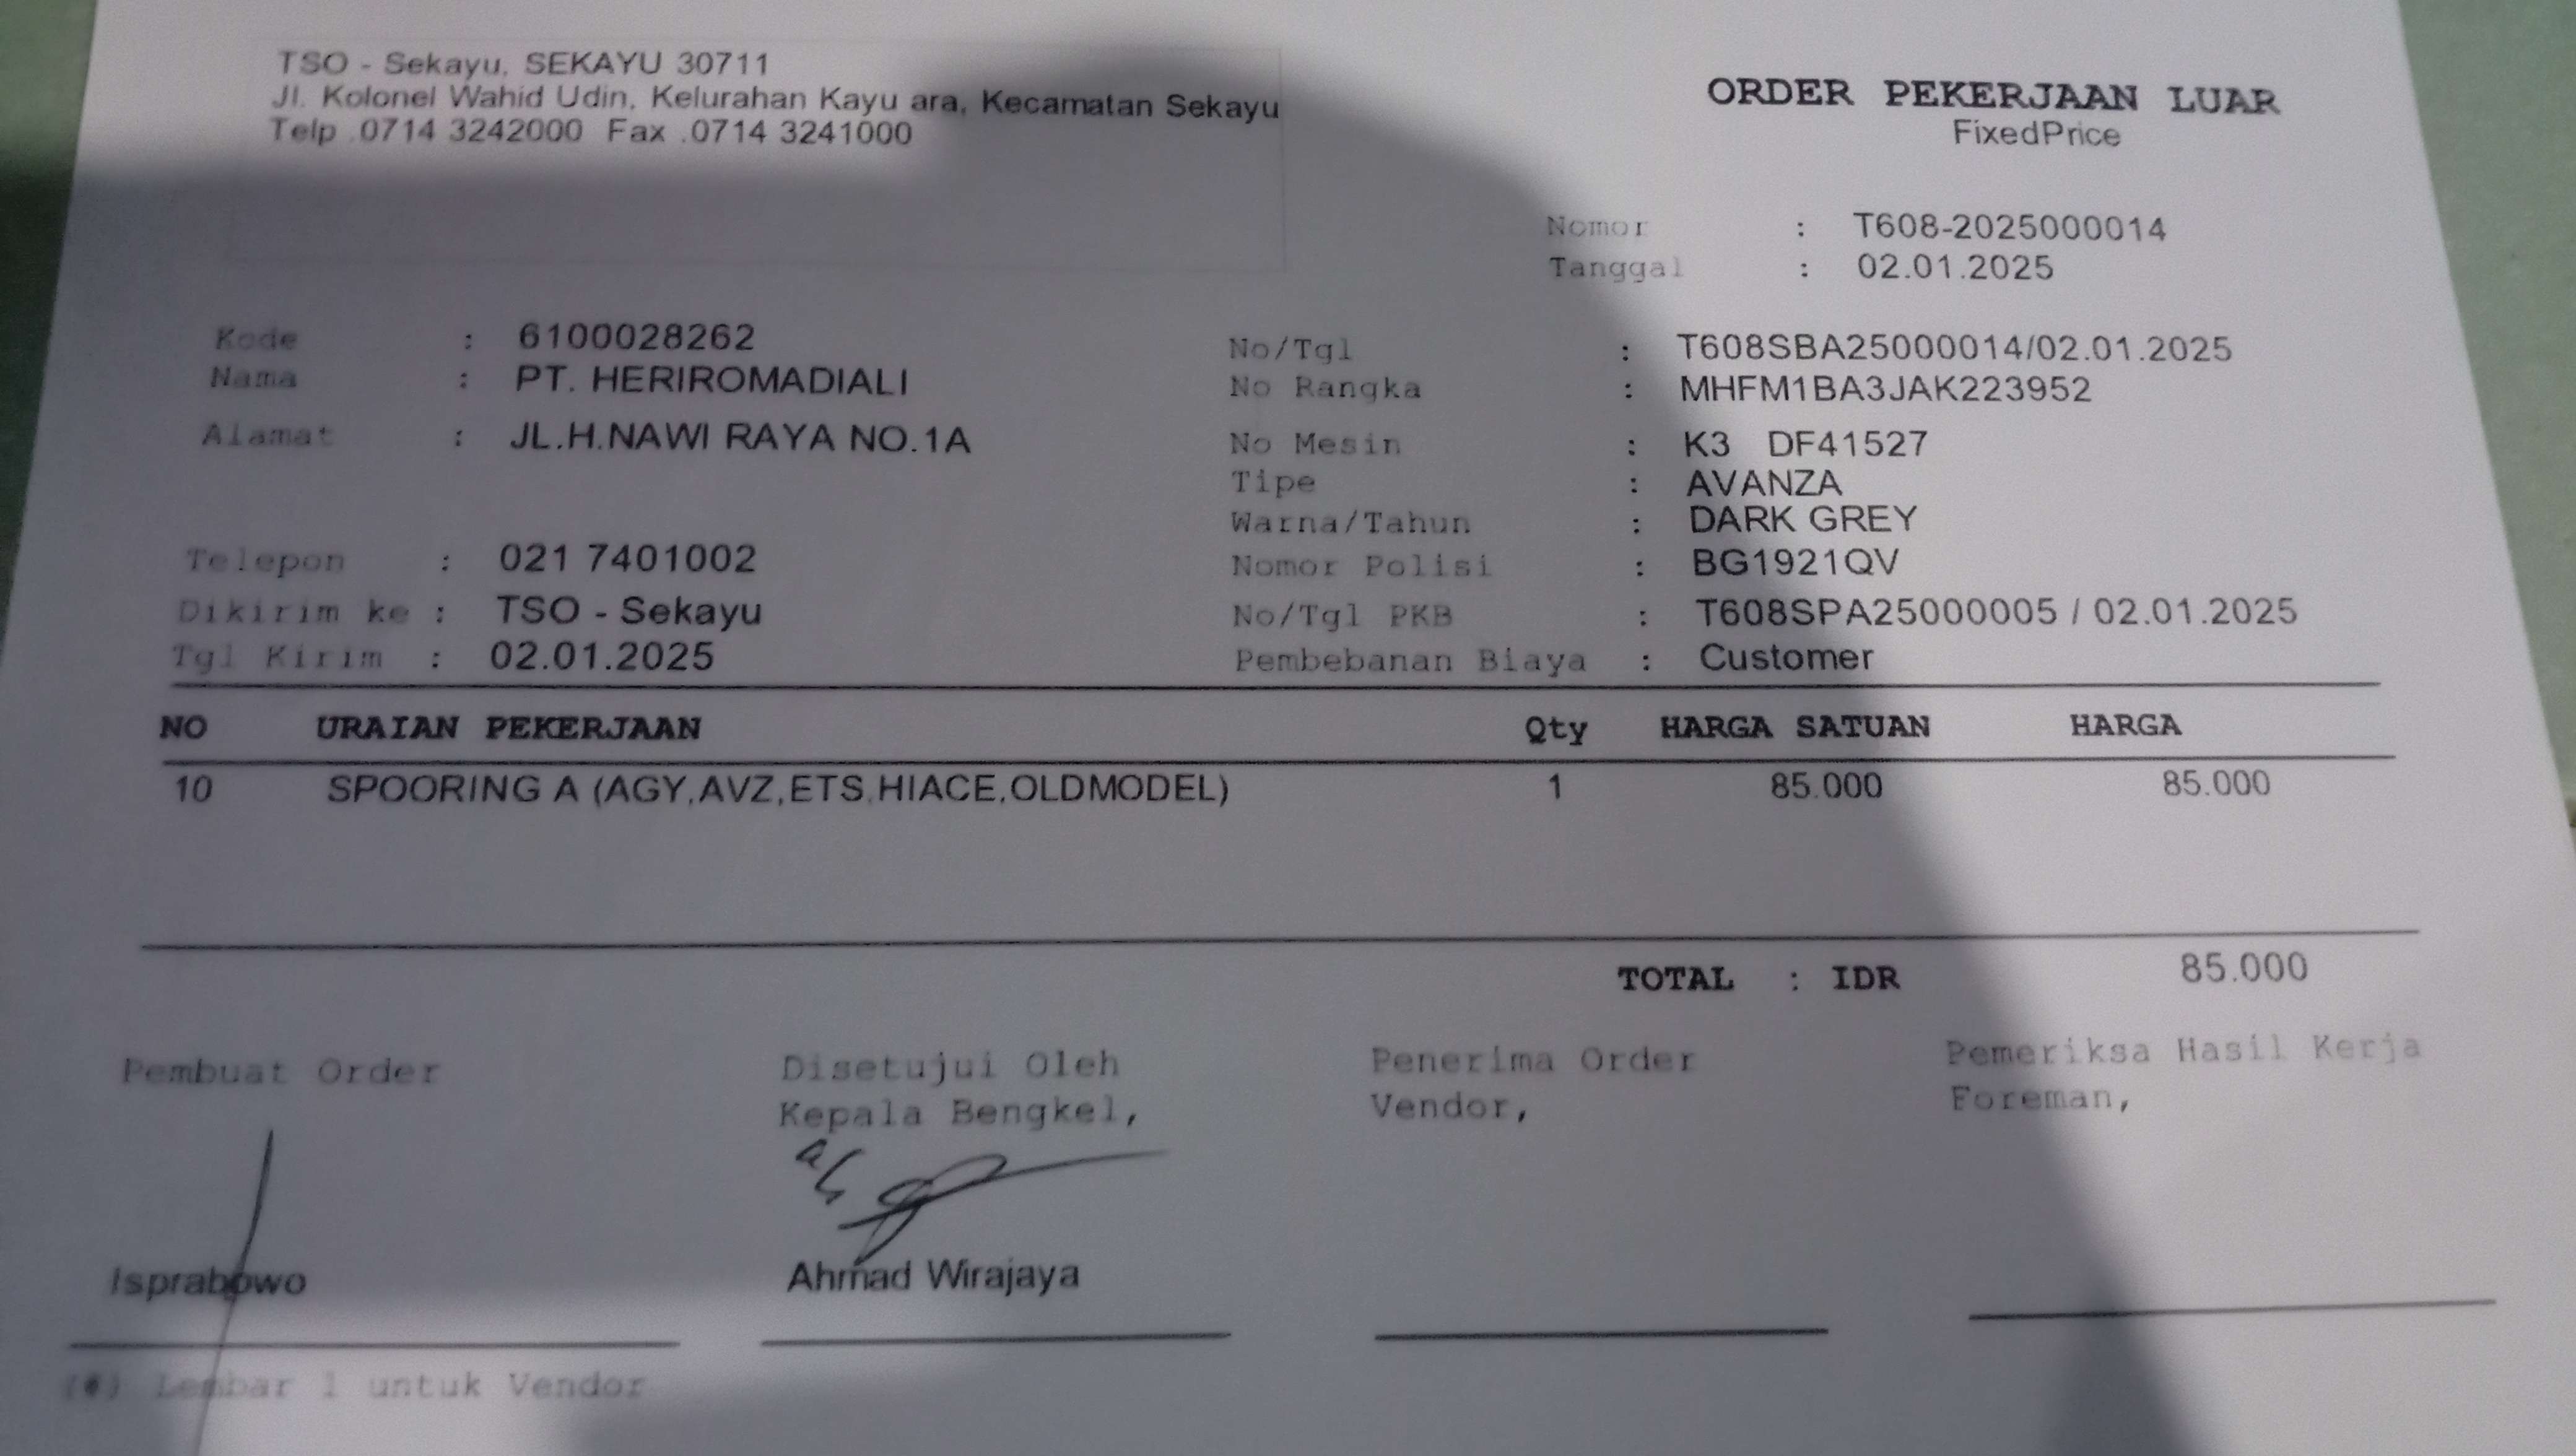 TSO - Sekayu, SEKAYU 30711
Jl. Kolonel Wahid Udin, Kelurahan Kayu ara, Kecamatan Sekayu
Telp .0714 3242000 Fax .0714 3241000
ORDER PEKERJAAN LUAR
FixedPrice
Nomor : T608-2025000014
Tanggal : 02.01.2025
Kode : 6100028262
Nama : PT. HERIROMADIALI
Alamat : JL.H.NAWI RAYA NO.1A
Telepon : 021 7401002
Dikirim ke : TSO - Sekayu
Tgl Kirim : 02.01.2025
No/Tgl : T608SBA25000014/02.01.2025
No Rangka : MHFM1BA3JAK223952
No Mesin : K3 DF41527
Tipe : AVANZA
Warna/Tahun : DARK GREY
Nomor Polisi : BG1921QV
No/Tgl PKB : T608SPA25000005 / 02.01.2025
Pembebanan Biaya : Customer
NO URAIAN PEKERJAAN Qty HARGA SATUAN HARGA
10 SPOORING A (AGY,AVZ,ETS,HIACE,OLDMODEL) 1 85.000 85.000
TOTAL : IDR 85.000
Pembuat Order
Isprabowo
Disetujui Oleh
Kepala Bengkel,
Ahmad Wirajaya
Penerima Order
Vendor,
Pemeriksa Hasil Kerja
Foreman,
(*) Lembar 1 untuk Vendor